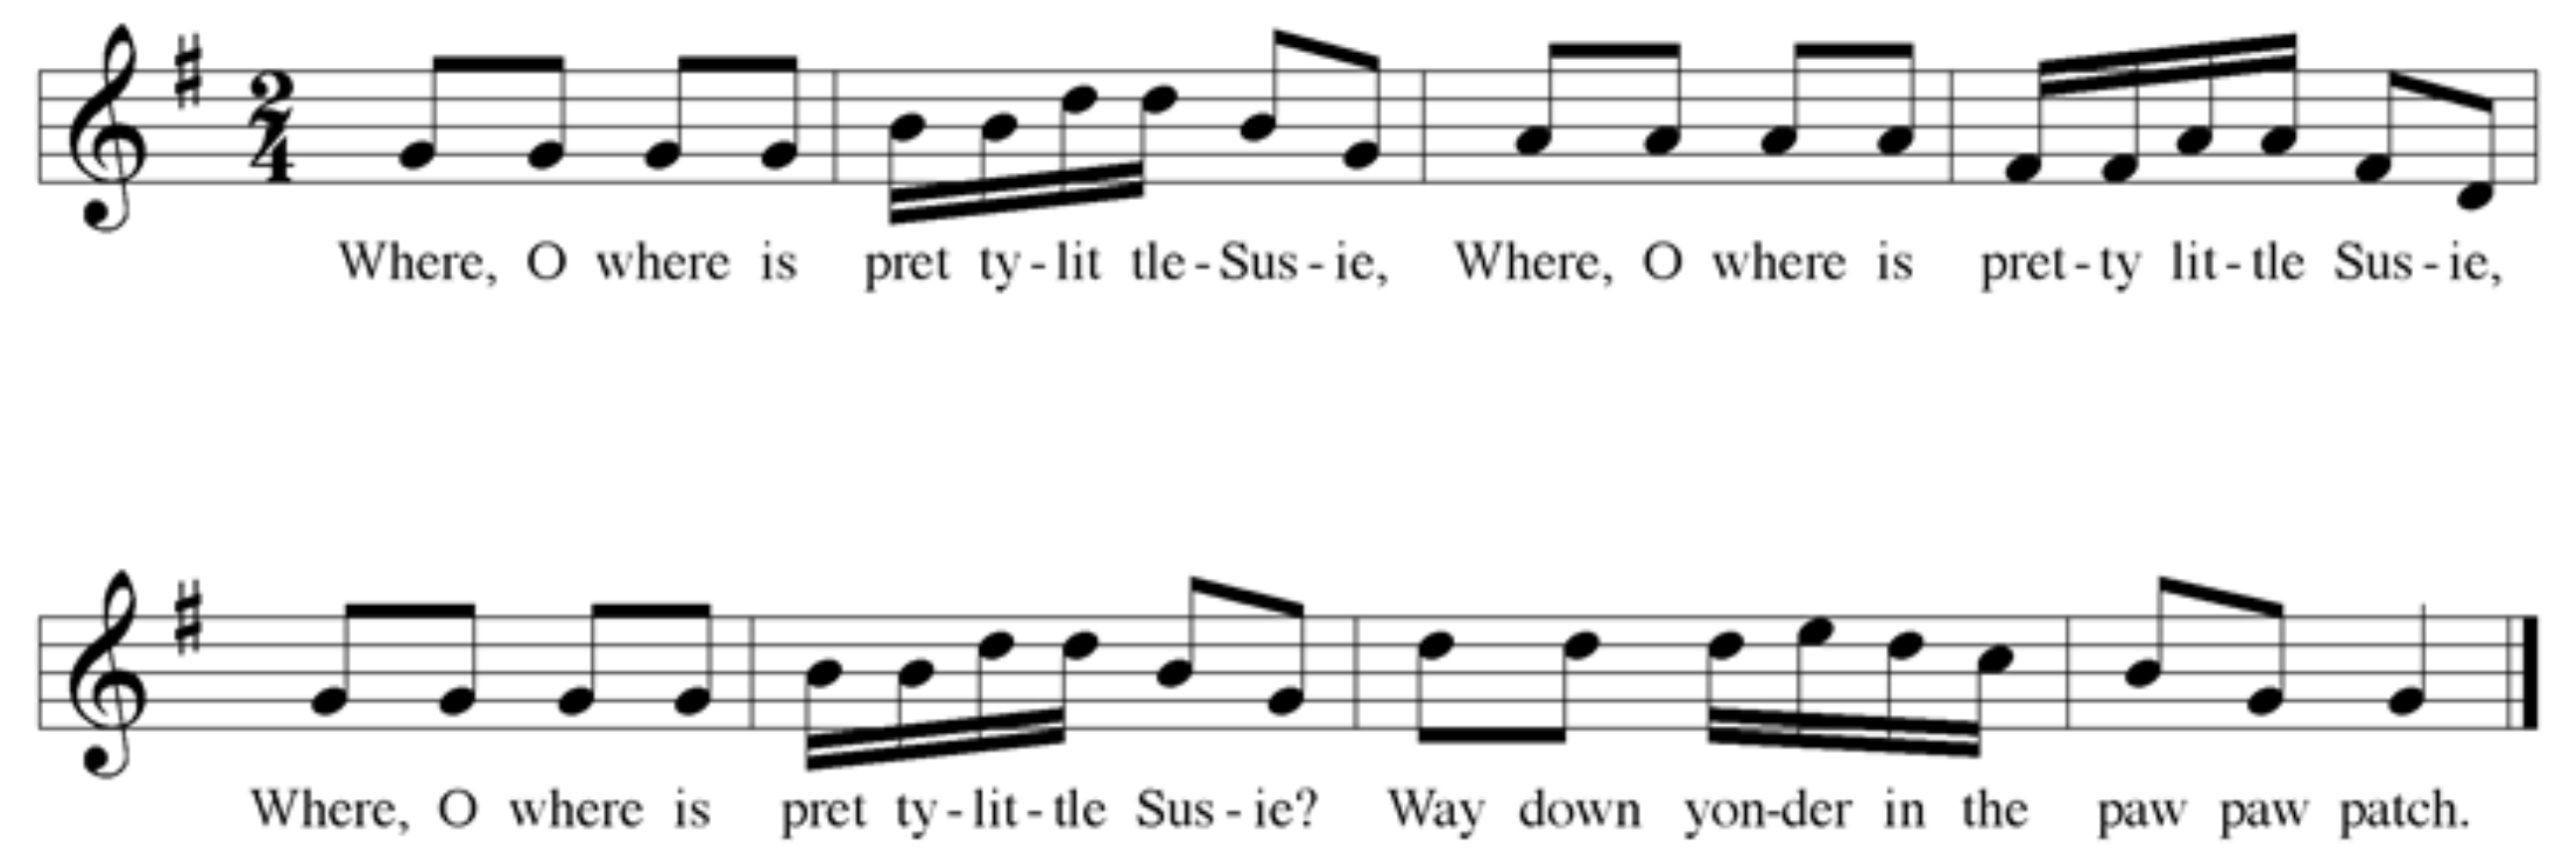 2
4
Where, O where is pret ty - lit tle - Sus - ie, Where, O where is pret - ty lit - tle Sus - ie,
Where, O where is pret ty - lit - tle Sus - ie? Way down yon-der in the paw paw patch.